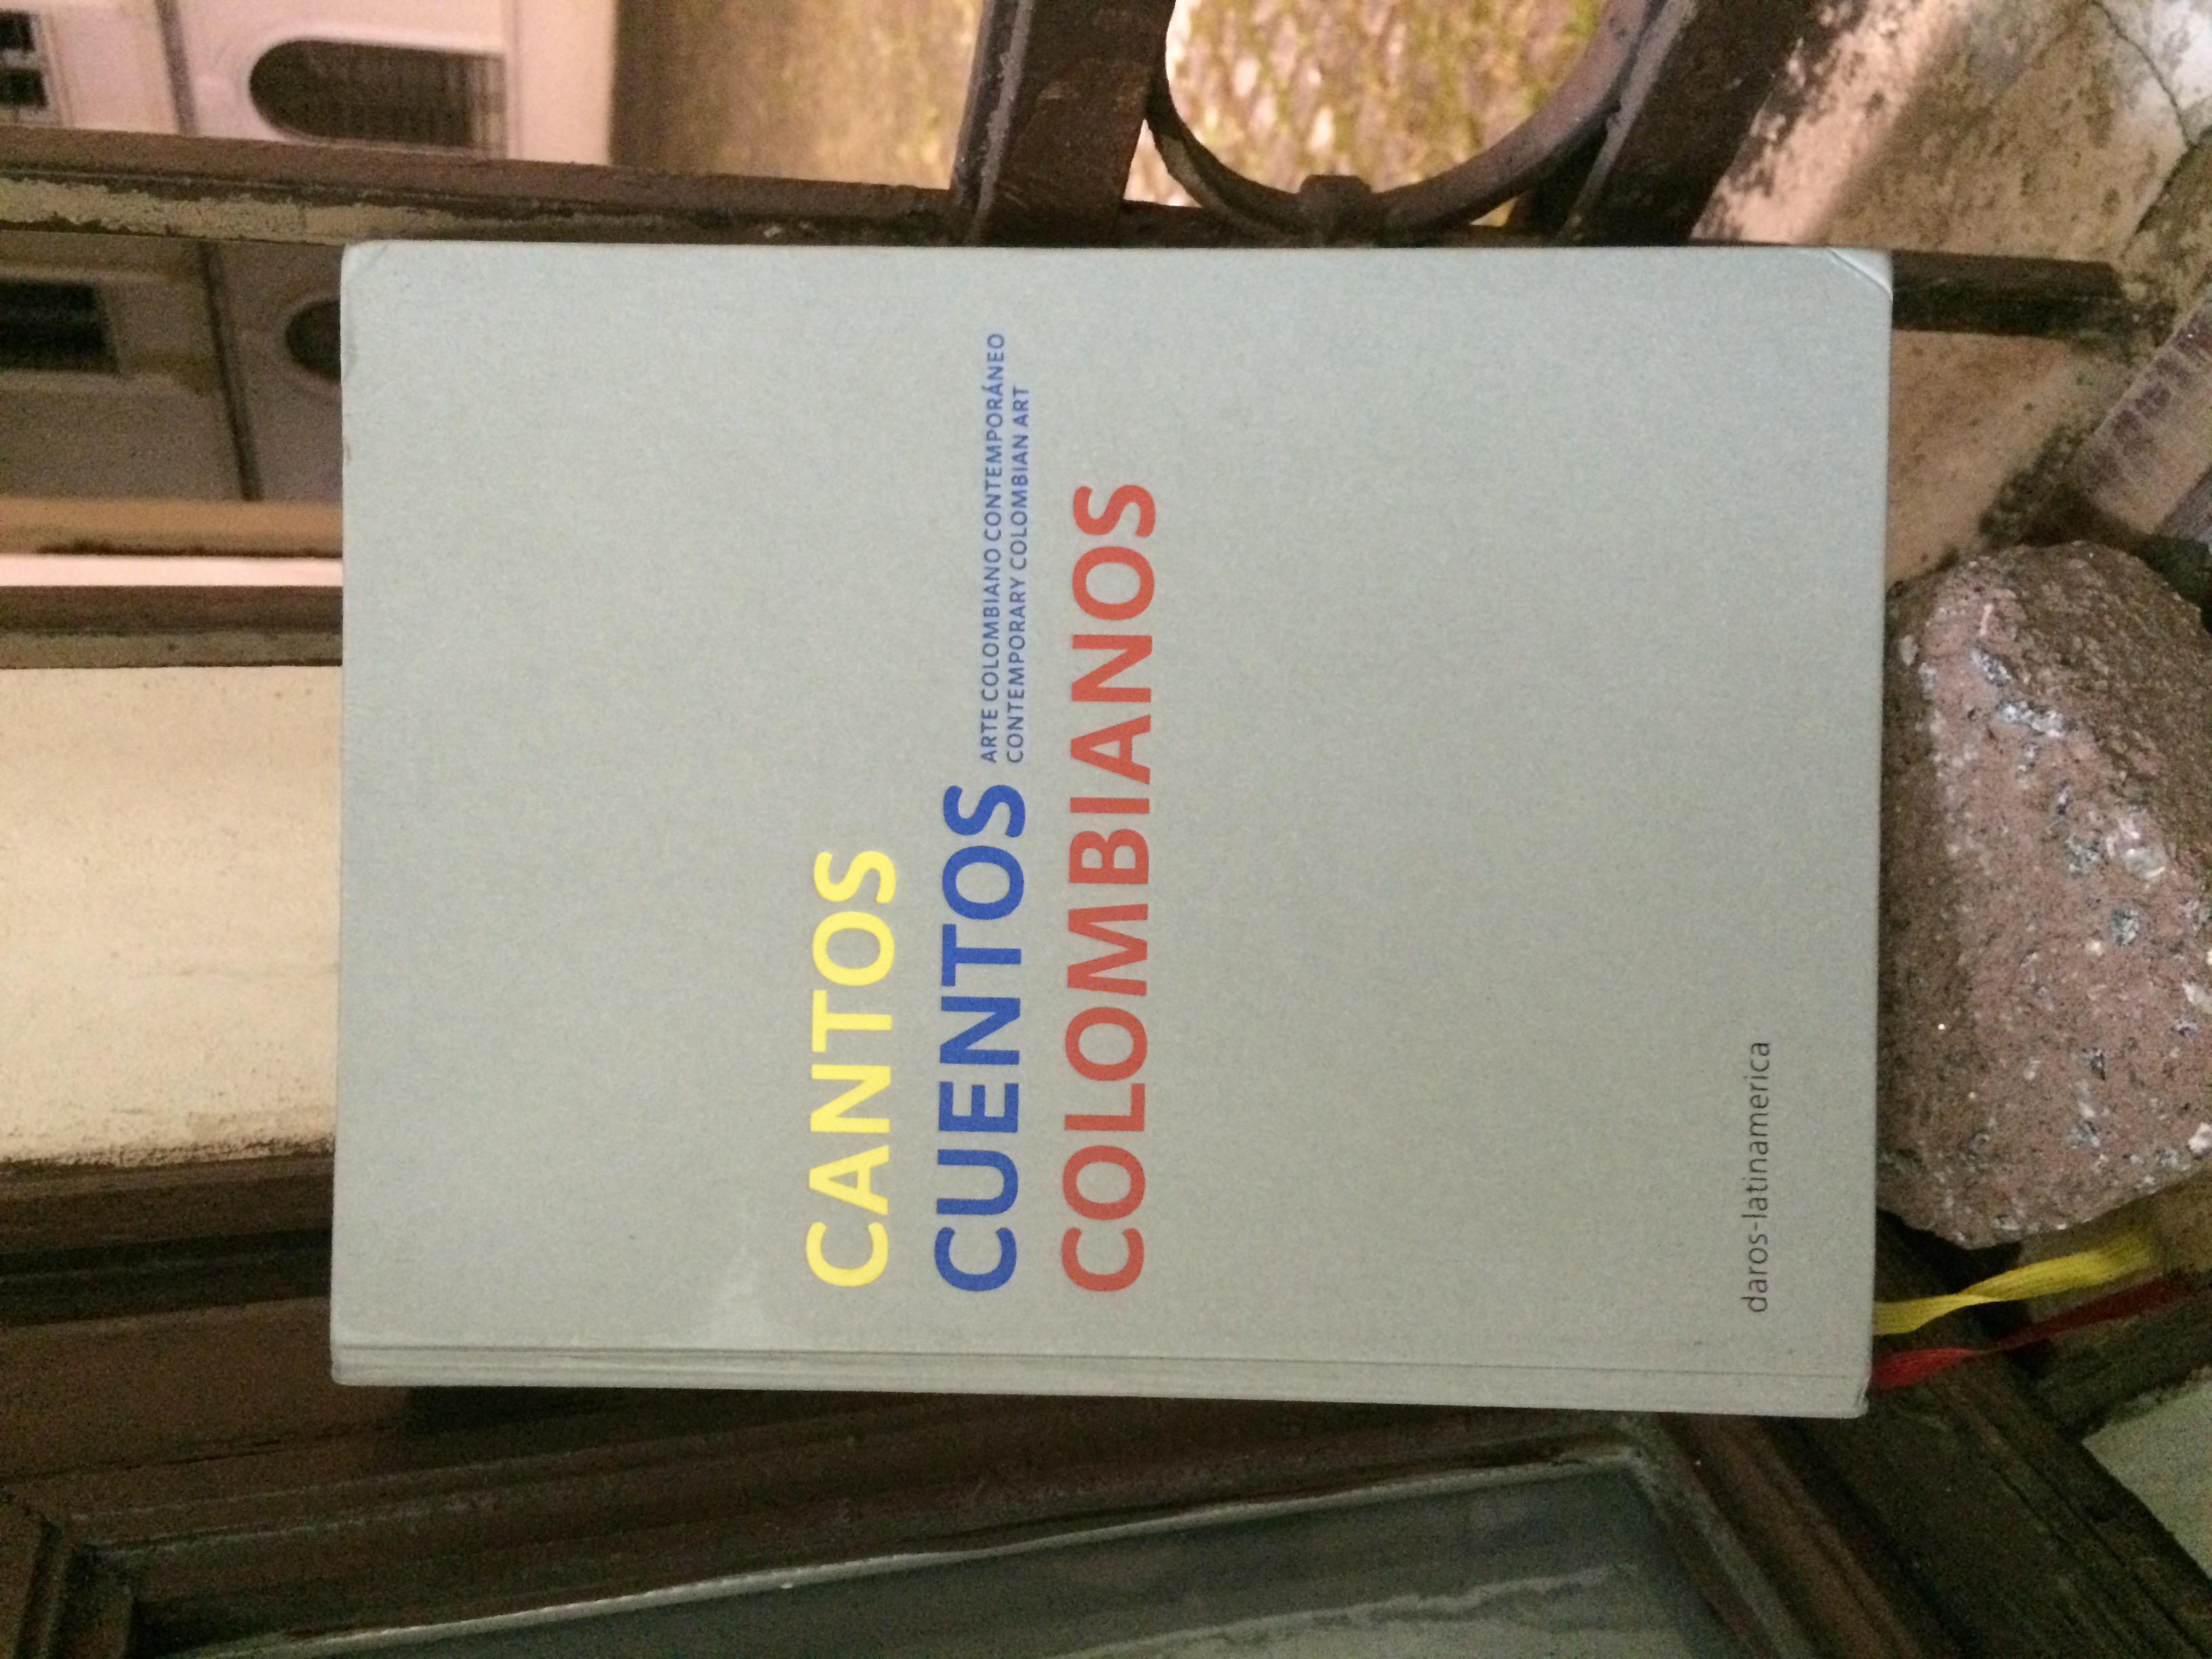 CANTOS
CUENTOS
ARTE COLOMBIANO CONTEMPORÁNEO
CONTEMPORARY COLOMBIAN ART
COLOMBIANOS
daros-latinamerica